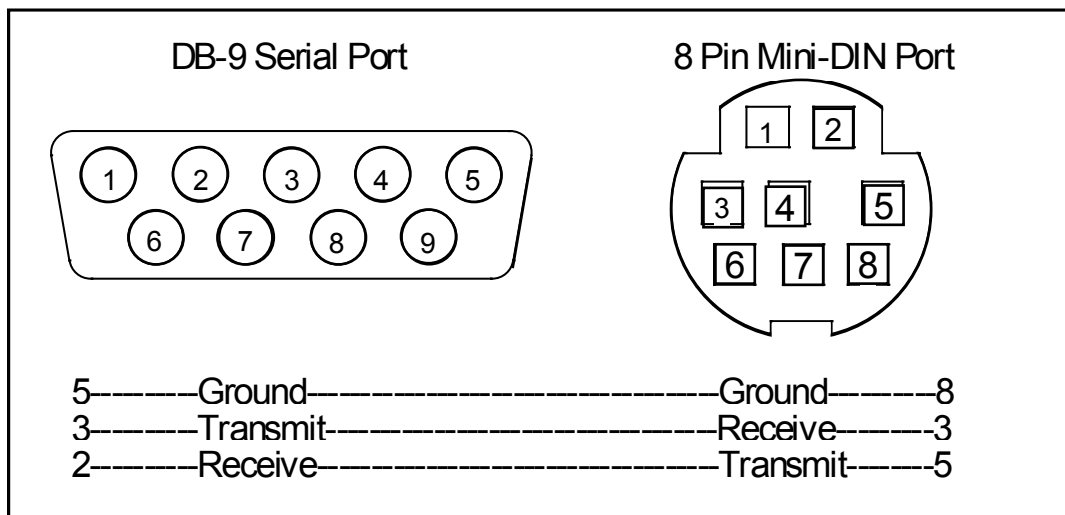 DB-9 Serial Port 8 Pin Mini-DIN Port
1 2
1 2 3 4 5
3 4 5
6 7 8 9
6 7 8
5----------Ground--------------------------------------Ground----------8
3----------Transmit------------------------------------Receive---------3
2----------Receive-------------------------------------Transmit--------5